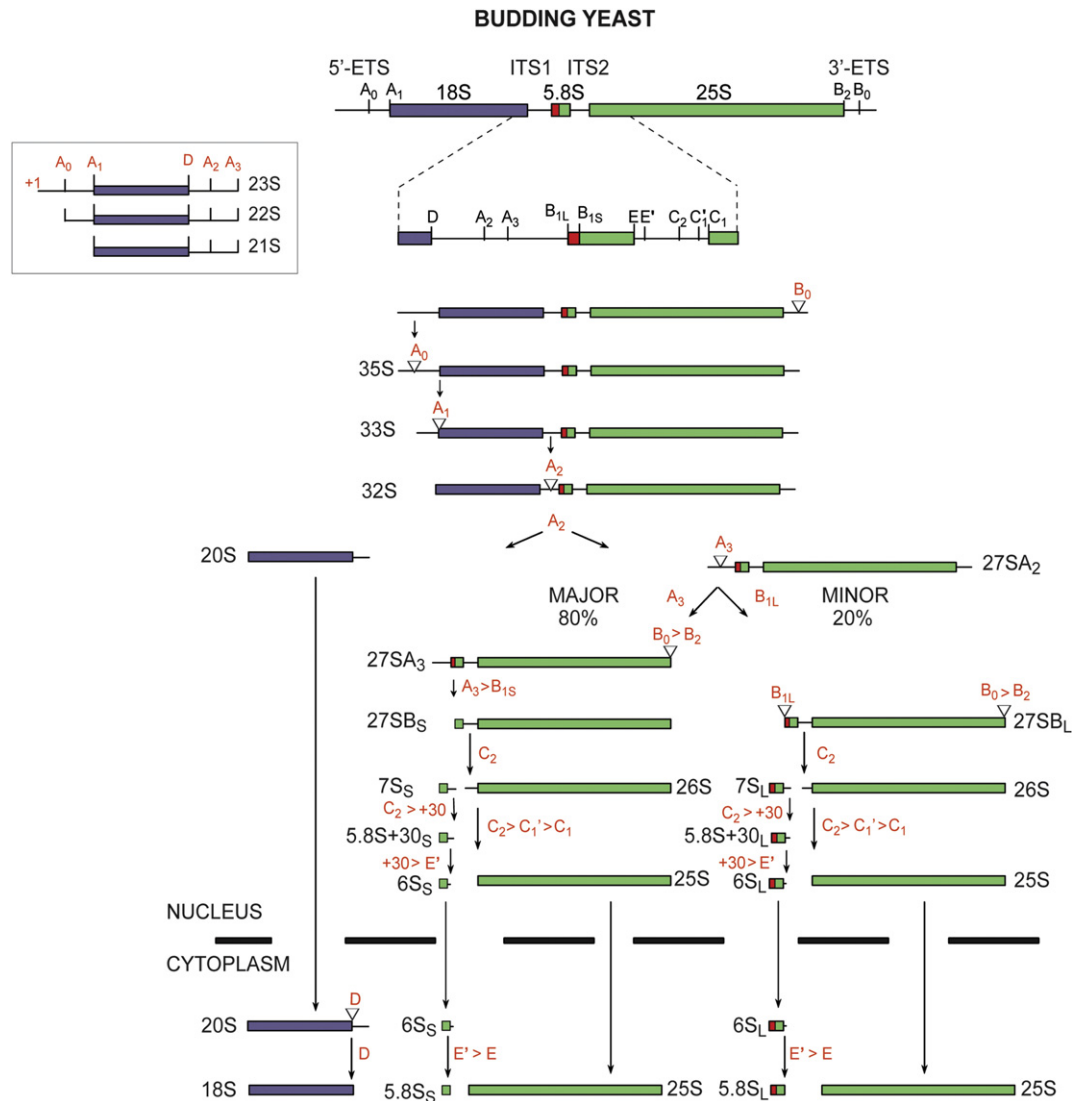 BUDDING YEAST
5'-ETS ITS1 ITS2 3'-ETS
A₀ A₁ 18S 5.8S 25S B₂ B₀
A₀ A₁ D A₂ A₃
+1 23S
22S
21S
D A₂ A₃ B₁L B₁S E E' C₂ C₁' C₁
B₀
A₀
35S
A₁
33S
A₂
32S
A₂
20S
A₃
27SA₂
MAJOR
80%
A₃ B₁L
MINOR
20%
B₀ > B₂
27SA₃
A₃ > B₁S
27SBS
B₁L B₀ > B₂
27SBL
C₂ C₂
7SS 26S 7SL 26S
C₂ > +30 C₂ > C₁' > C₁ C₂ > +30 C₂ > C₁' > C₁
5.8S+30S 5.8S+30L
+30 > E' +30 > E'
6SS 25S 6SL 25S
NUCLEUS
CYTOPLASM
D
20S 6SS 6SL
D E' > E E' > E
18S 5.8SS 25S 5.8SL 25S